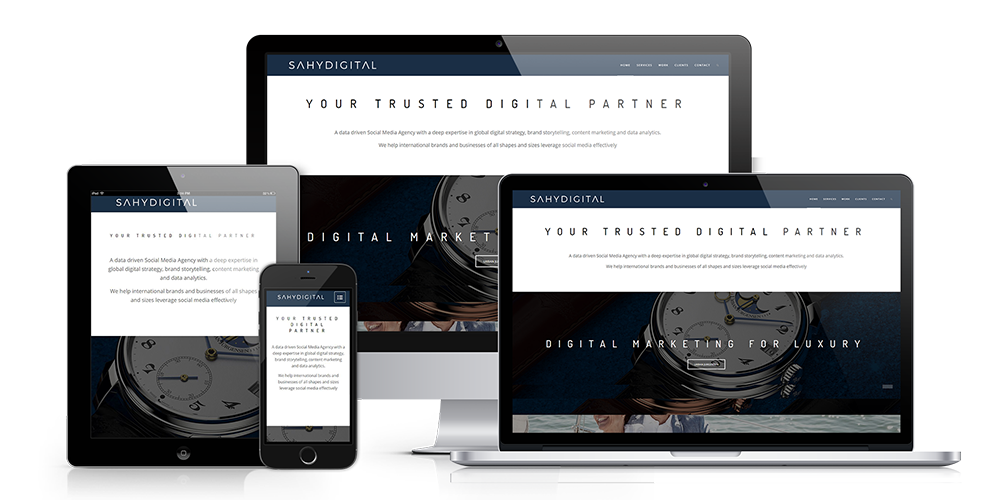 SAHYDIGITAL
HOME SERVICES WORK CLIENTS CONTACT
YOUR TRUSTED DIGITAL PARTNER
A data driven Social Media Agency with a deep expertise in global digital strategy, brand storytelling, content marketing and data analytics.
We help international brands and businesses of all shapes and sizes leverage social media effectively
DIGITAL MARKET
iPad
SAHYDIGITAL
YOUR TRUSTED DIGITAL PARTNER
A data driven Social Media Agency with a deep expertise in
global digital strategy, brand storytelling, content marketing
and data analytics.
We help international brands and businesses of all shapes
and sizes leverage social media effectively
SAHYDIGITAL
YOUR TRUSTED
DIGITAL
PARTNER
A data driven Social Media Agency with a
deep expertise in global digital strategy,
brand storytelling, content marketing
and data analytics.
We help international brands and
businesses of all shapes and sizes
leverage social media effectively
SAHYDIGITAL
HOME SERVICES WORK CLIENTS CONTACT
YOUR TRUSTED DIGITAL PARTNER
A data driven Social Media Agency with a deep expertise in global digital strategy, brand storytelling, content marketing and data analytics.
We help international brands and businesses of all shapes and sizes leverage social media effectively
DIGITAL MARKETING FOR LUXURY